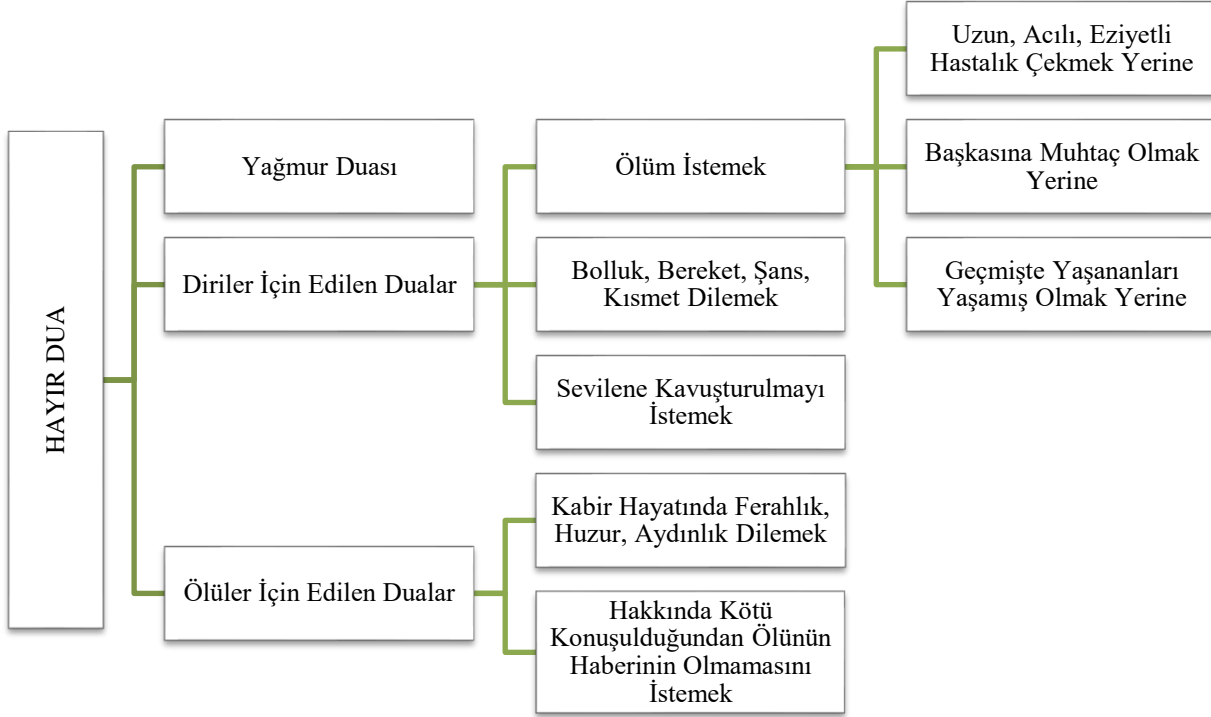 HAYIR DUA
Yağmur Duası
Diriler İçin Edilen Dualar
Ölüler İçin Edilen Dualar
Ölüm İstemek
Bolluk, Bereket, Şans,
Kısmet Dilemek
Sevilene Kavuşturulmayı
İstemek
Kabir Hayatında Ferahlık,
Huzur, Aydınlık Dilemek
Hakkında Kötü
Konuşulduğundan Ölünün
Haberinin Olmamasını
İstemek
Uzun, Acılı, Eziyetli
Hastalık Çekmek Yerine
Başkasına Muhtaç Olmak
Yerine
Geçmişte Yaşananları
Yaşamış Olmak Yerine